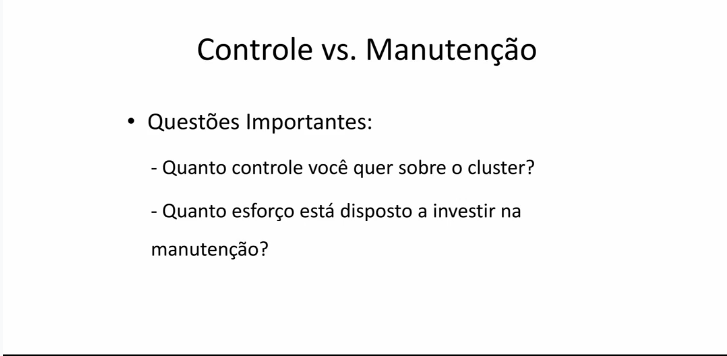 Controle vs. Manutenção
• Questões Importantes:
- Quanto controle você quer sobre o cluster?
- Quanto esforço está disposto a investir na
manutenção?